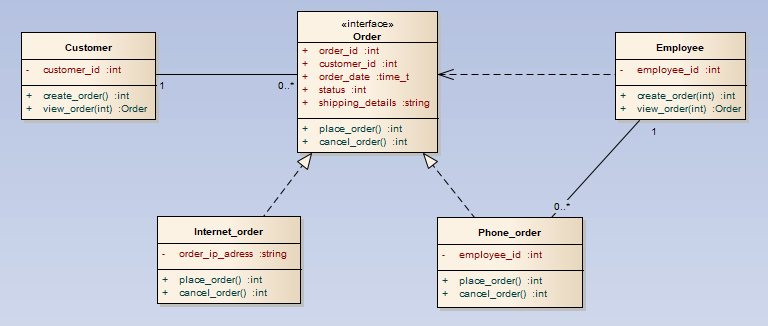 «interface»
Order
+ order_id :int
+ customer_id :int
+ order_date :time_t
+ status :int
+ shipping_details :string
+ place_order() :int
+ cancel_order() :int
Customer
- customer_id :int
+ create_order() :int
+ view_order(int) :Order
1
0..*
Employee
- employee_id :int
+ create_order(int) :int
+ view_order(int) :Order
1
0..*
Internet_order
- order_ip_adress :string
+ place_order() :int
+ cancel_order() :int
Phone_order
- employee_id :int
+ place_order() :int
+ cancel_order() :int